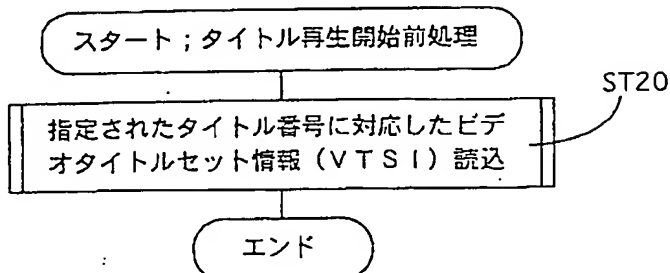 スタート；タイトル再生開始前処理
ST20
指定されたタイトル番号に対応したビデ
オタイトルセット情報（ＶＴＳＩ）読込
エンド